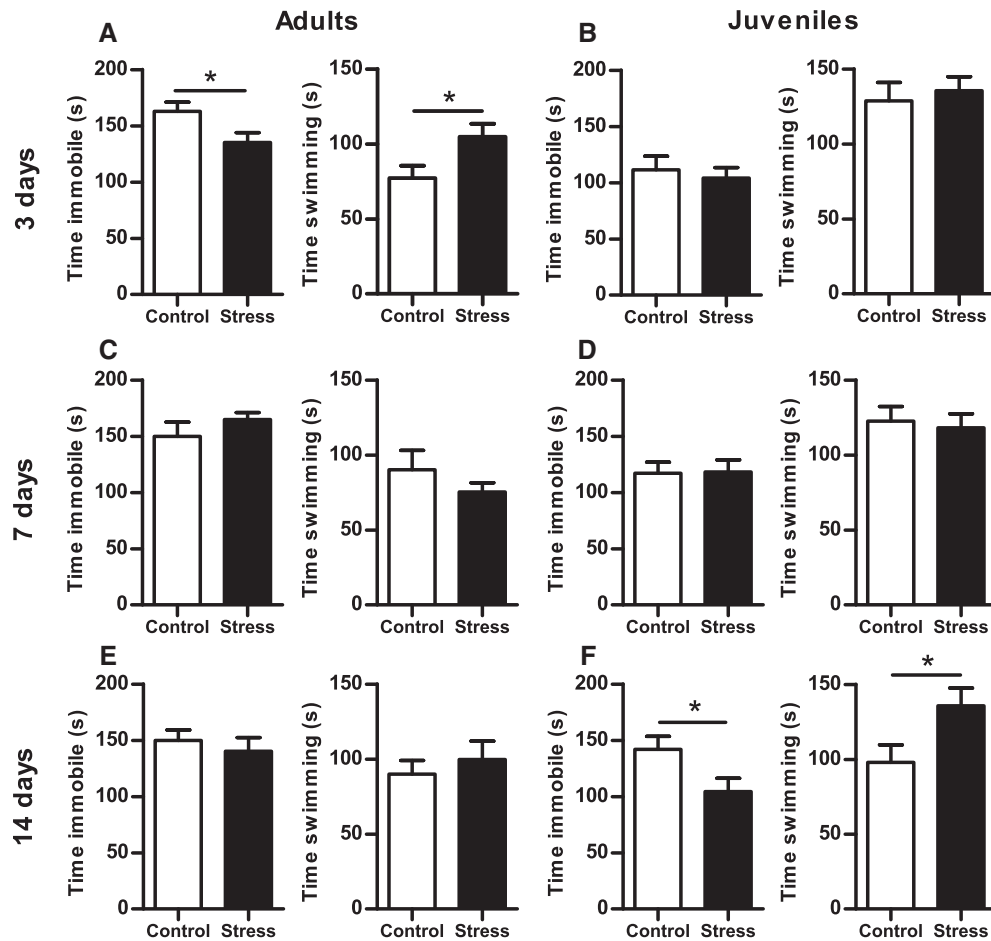 Adults Juveniles
A B
3 days
Time immobile (s) 200 150 100 50 0 * Control Stress
Time swimming (s) 150 100 50 0 * Control Stress
Time immobile (s) 200 150 100 50 0 Control Stress
Time swimming (s) 150 100 50 0 Control Stress
C D
7 days
Time immobile (s) 200 150 100 50 0 Control Stress
Time swimming (s) 150 100 50 0 Control Stress
Time immobile (s) 200 150 100 50 0 Control Stress
Time swimming (s) 150 100 50 0 Control Stress
E F
14 days
Time immobile (s) 200 150 100 50 0 Control Stress
Time swimming (s) 150 100 50 0 Control Stress
Time immobile (s) 200 150 100 50 0 * Control Stress
Time swimming (s) 150 100 50 0 * Control Stress